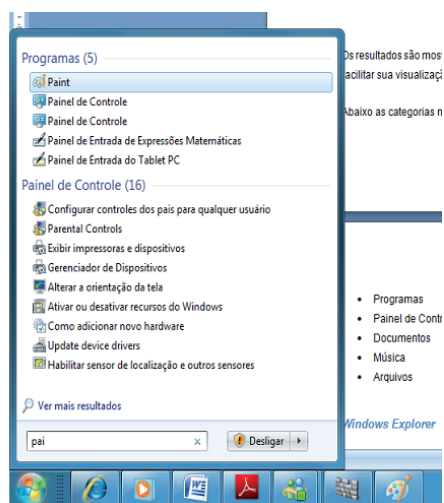 Programas (5)
Paint
Painel de Controle
Painel de Controle
Painel de Entrada de Expressões Matemáticas
Painel de Entrada do Tablet PC
Painel de Controle (16)
Configurar controles dos pais para qualquer usuário
Parental Controls
Exibir impressoras e dispositivos
Gerenciador de Dispositivos
Alterar a orientação da tela
Ativar ou desativar recursos do Windows
Como adicionar novo hardware
Update device drivers
Habilitar sensor de localização e outros sensores
Ver mais resultados
pai
Desligar
Os resultados são most
facilitar sua visualizaçã
Abaixo as categorias n
Programas
Painel de Contr
Documentos
Música
Arquivos
Windows Explorer